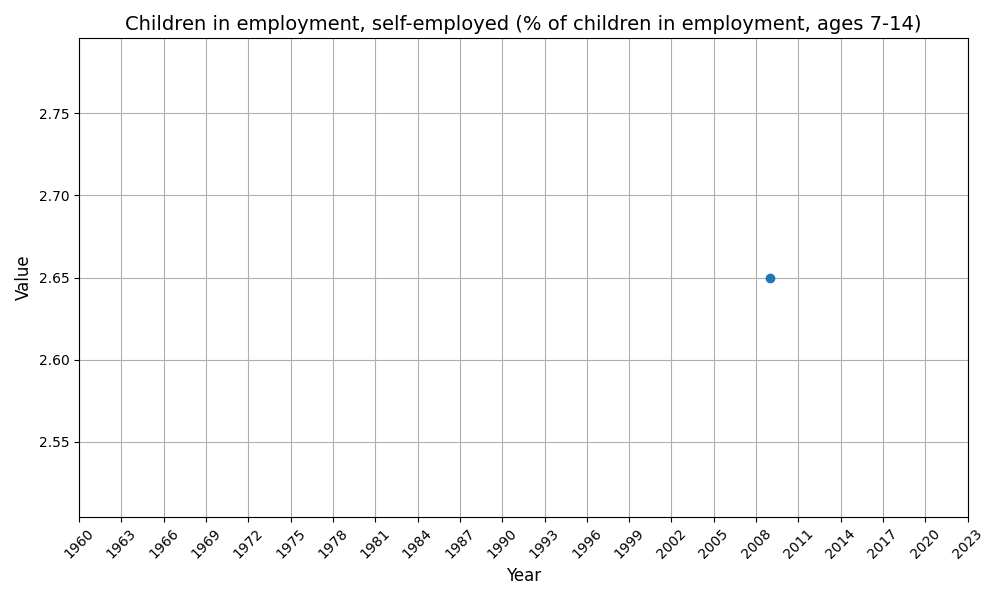 Children in employment, self-employed (% of children in employment, ages 7-14)
2.75
2.70
2.65
2.60
2.55
Value
1960 1963 1966 1969 1972 1975 1978 1981 1984 1987 1990 1993 1996 1999 2002 2005 2008 2011 2014 2017 2020 2023
Year